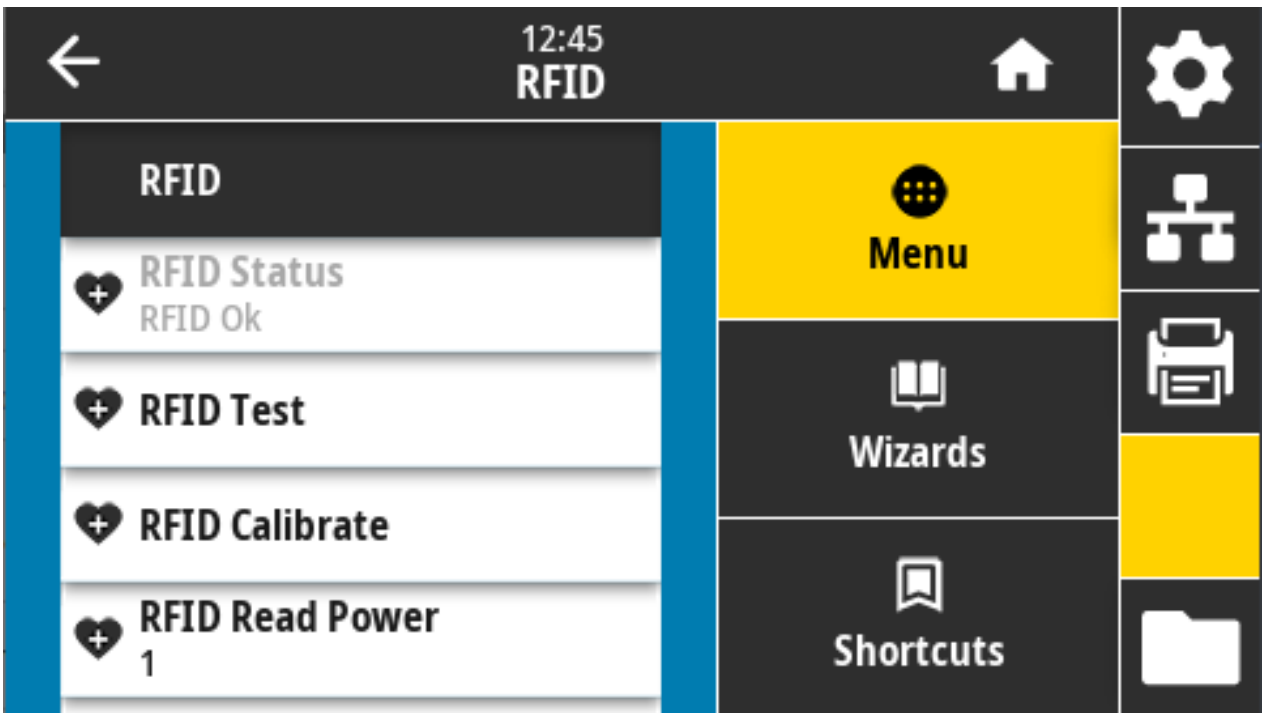 12:45
RFID
RFID
RFID Status
RFID Ok
RFID Test
RFID Calibrate
RFID Read Power
1
Menu
Wizards
Shortcuts